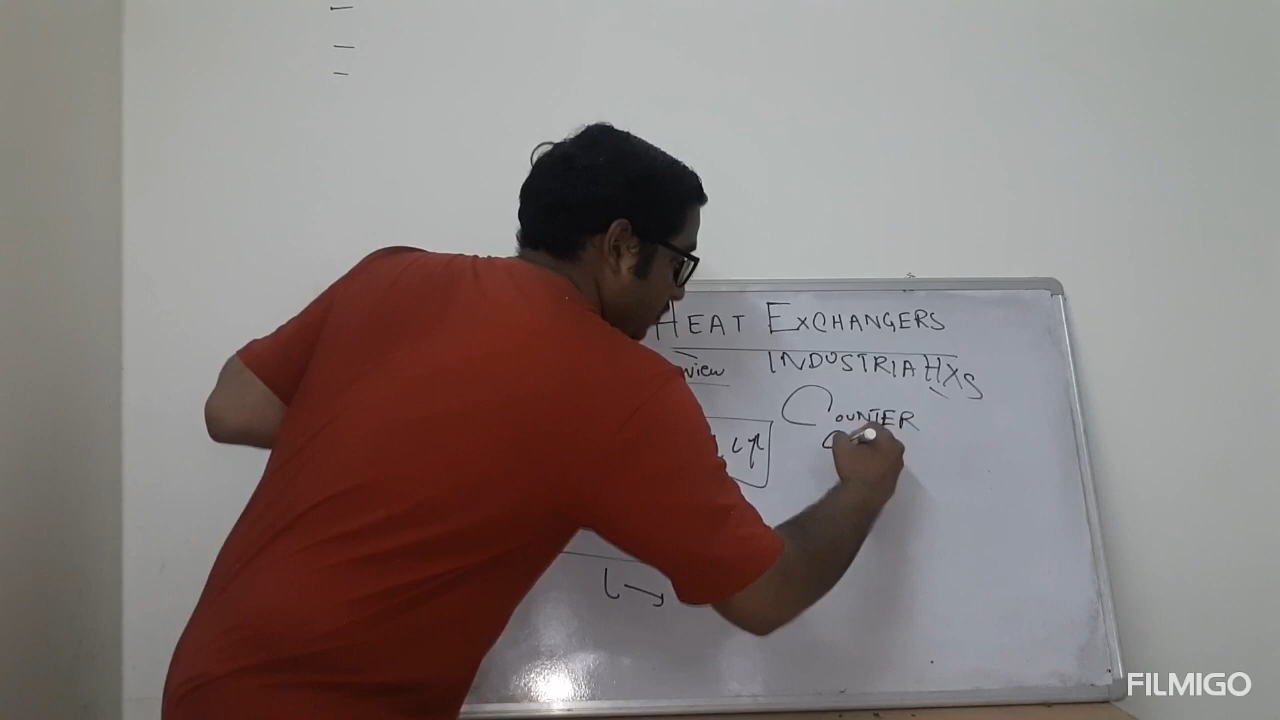 HEAT EXCHANGERS
view INDUSTRIAL HXS
COUNTER
L →
FILMIGO